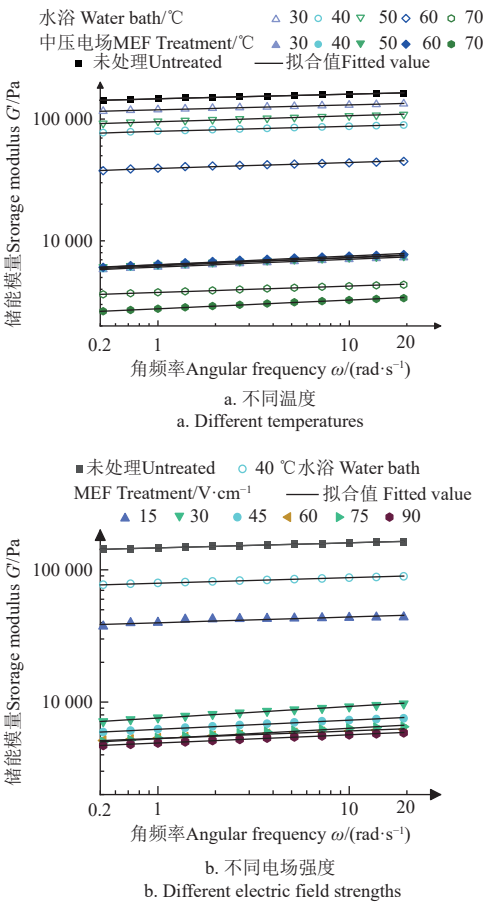 水浴 Water bath/℃ 30 40 50 60 70
中压电场MEF Treatment/℃ 30 40 50 60 70
未处理Untreated 拟合值Fitted value
储能模量Srorage modulus G′/Pa
100 000
10 000
0.2 1 10 20
角频率Angular frequency ω/(rad·s⁻¹)
a. 不同温度
a. Different temperatures
未处理Untreated 40 ℃水浴 Water bath
MEF Treatment/V·cm⁻¹ 拟合值 Fitted value
15 30 45 60 75 90
储能模量Srorage modulus G′/Pa
100 000
10 000
0.2 1 10 20
角频率Angular frequency ω/(rad·s⁻¹)
b. 不同电场强度
b. Different electric field strengths